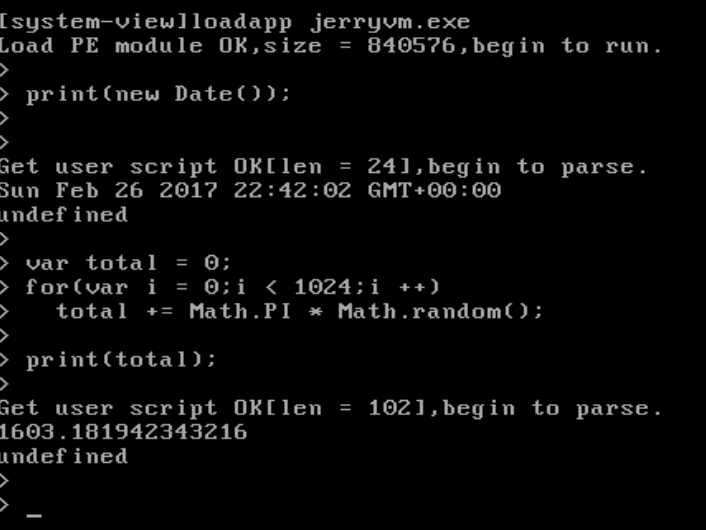 [system-view]loadapp jerryvm.exe
Load PE module OK,size = 840576,begin to run.
>
> print(new Date());
>
>
Get user script OK[len = 24],begin to parse.
Sun Feb 26 2017 22:42:02 GMT+00:00
undefined
>
> var total = 0;
> for(var i = 0;i < 1024;i ++)
>   total += Math.PI * Math.random();
>
> print(total);
>
Get user script OK[len = 102],begin to parse.
1603.181942343216
undefined
>
> _